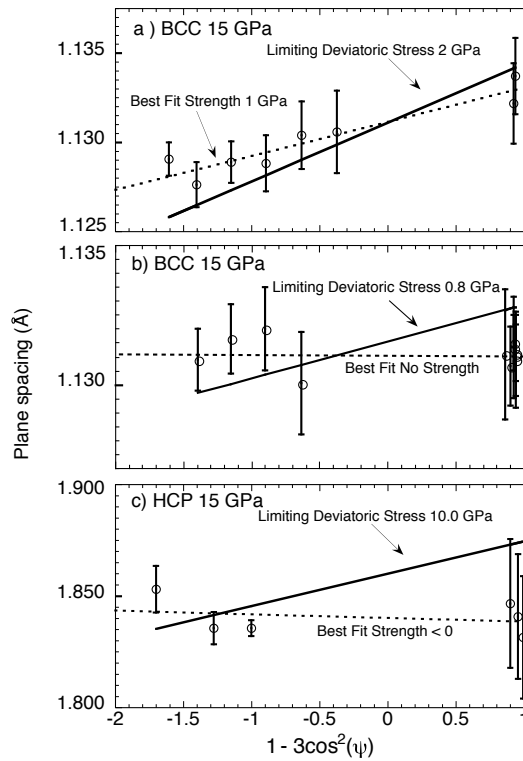 a ) BCC 15 GPa
Limiting Deviatoric Stress 2 GPa
Best Fit Strength 1 GPa
1.135
1.130
1.125
b) BCC 15 GPa
Limiting Deviatoric Stress 0.8 GPa
Best Fit No Strength
1.135
1.130
c) HCP 15 GPa
Limiting Deviatoric Stress 10.0 GPa
Best Fit Strength < 0
1.900
1.850
1.800
Plane spacing (Å)
-2 -1.5 -1 -0.5 0 0.5 1
1 - 3cos²(ψ)